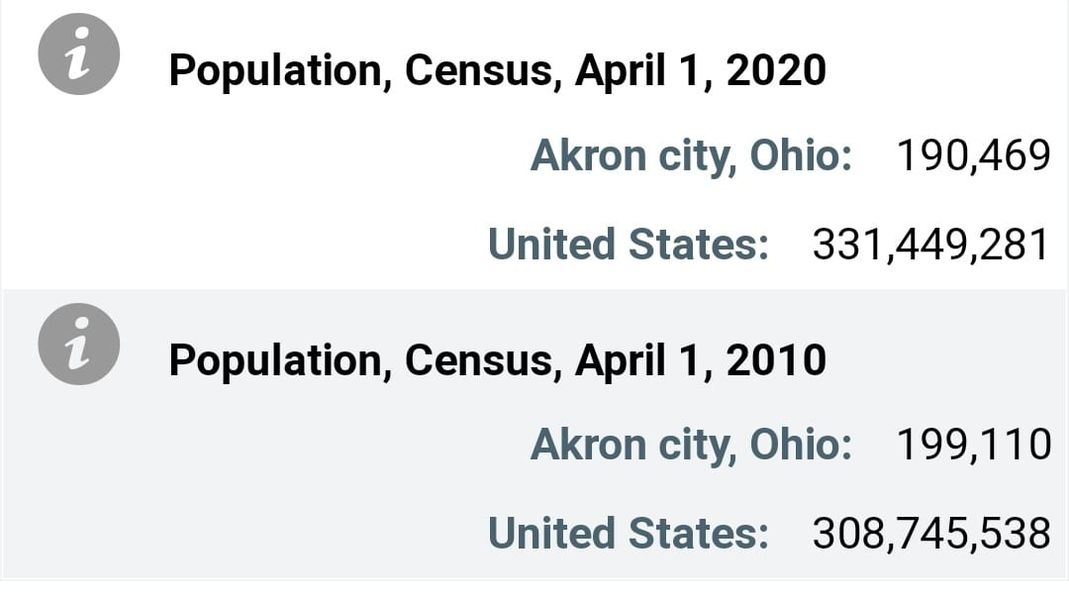 Population, Census, April 1, 2020
Akron city, Ohio: 190,469
United States: 331,449,281
Population, Census, April 1, 2010
Akron city, Ohio: 199,110
United States: 308,745,538